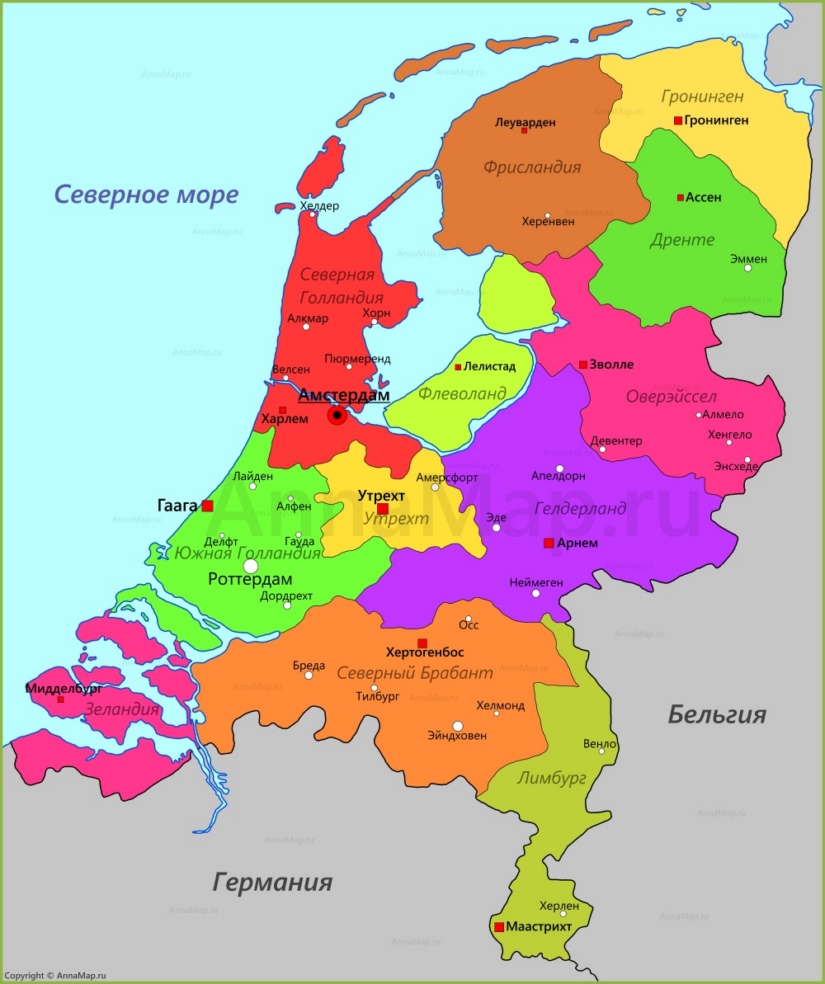 Гронинген
Гронинген
Леуварден
Фрисландия
Северное море
Ассен
Хелдер
Херенвен
Дренте
Эммен
Северная
Голландия
Хорн
Алкмар
Пюрмеренд
Велсен
Лелистад
Зволле
Амстердам
Флеволанд
Оверэйссел
Харлем
Алмело
Хенгело
Девентер
Энсхеде
Лайден
Амерсфорт
Апелдорн
Утрехт
Гаага
Алфен
Гелдерланд
Утрехт
Эде
AnnaMap.ru
Делфт
Гауда
Арнем
Южная Голландия
Роттердам
Неймеген
Дордрехт
Осс
Хертогенбос
Бреда
Северный Брабант
Мидделбург
Тилбург
Зеландия
Хелмонд
Бельгия
Эйндховен
Венло
Лимбург
Германия
Херлен
Маастрихт
Copyright © AnnaMap.ru